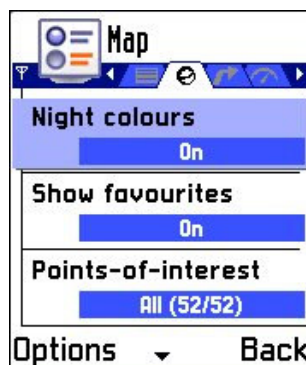 Map
Night colours
On
Show favourites
On
Points-of-interest
All (52/52)
Options
Back